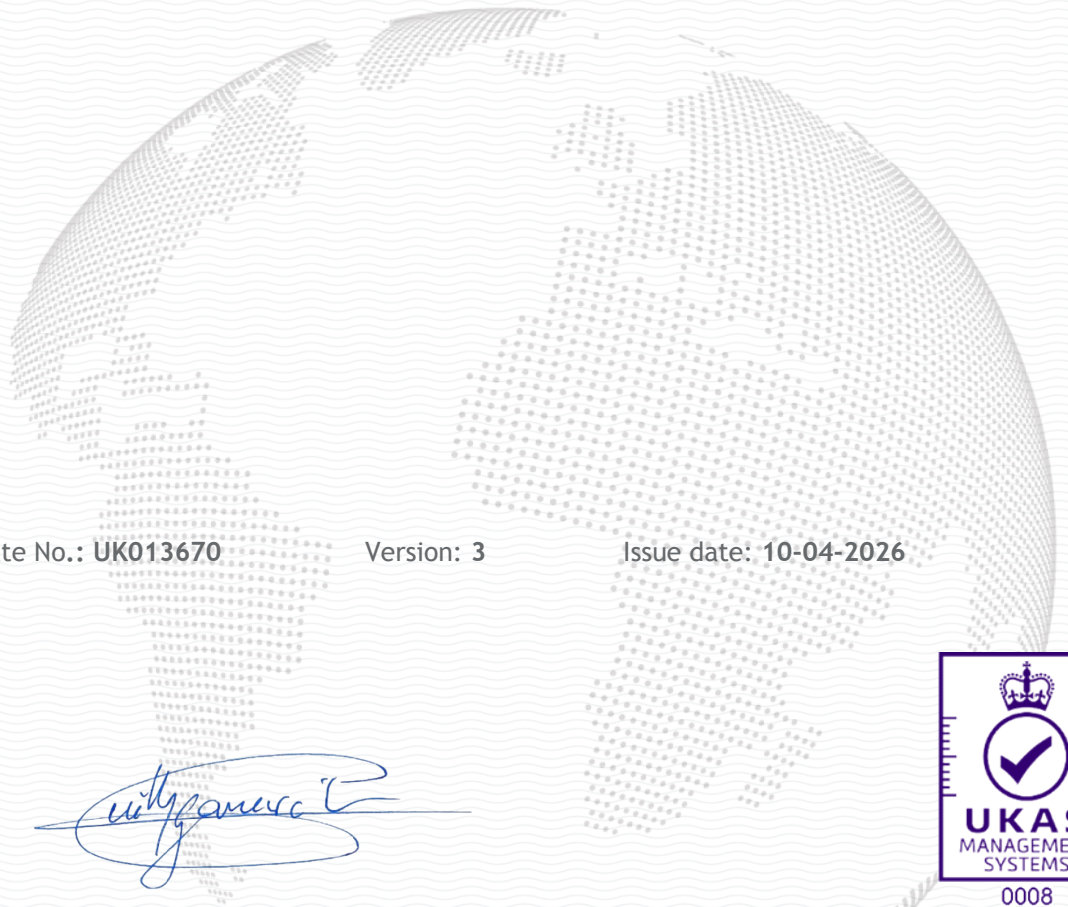 te No.: UK013670 Version: 3 Issue date: 10-04-2026
UKAS
MANAGEME
SYSTEMS
0008